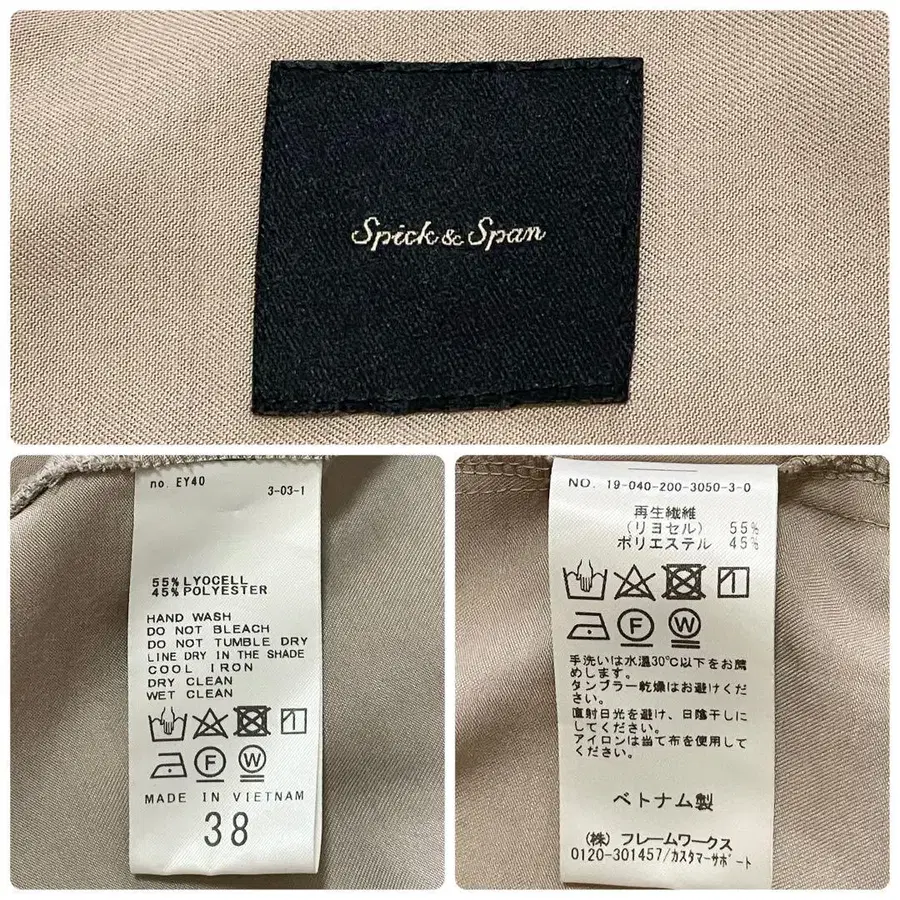 Spick & Span
no. EY40
3-03-1
55% LYOCELL
45% POLYESTER
HAND WASH
DO NOT BLEACH
DO NOT TUMBLE DRY
LINE DRY IN THE SHADE
COOL IRON
DRY CLEAN
WET CLEAN
F W
MADE IN VIETNAM
38
NO. 19-040-200-3050-3-0
再生繊維
(リヨセル) 55%
ポリエステル 45%
F W
手洗いは水温30℃以下をお薦
めします。
タンブラー乾燥はお避けくだ
さい。
直射日光を避け、日陰干しに
してください。
アイロンは当て布を使用して
ください。
ベトナム製
(株) フレームワークス
0120-301457/カスタマーサポート